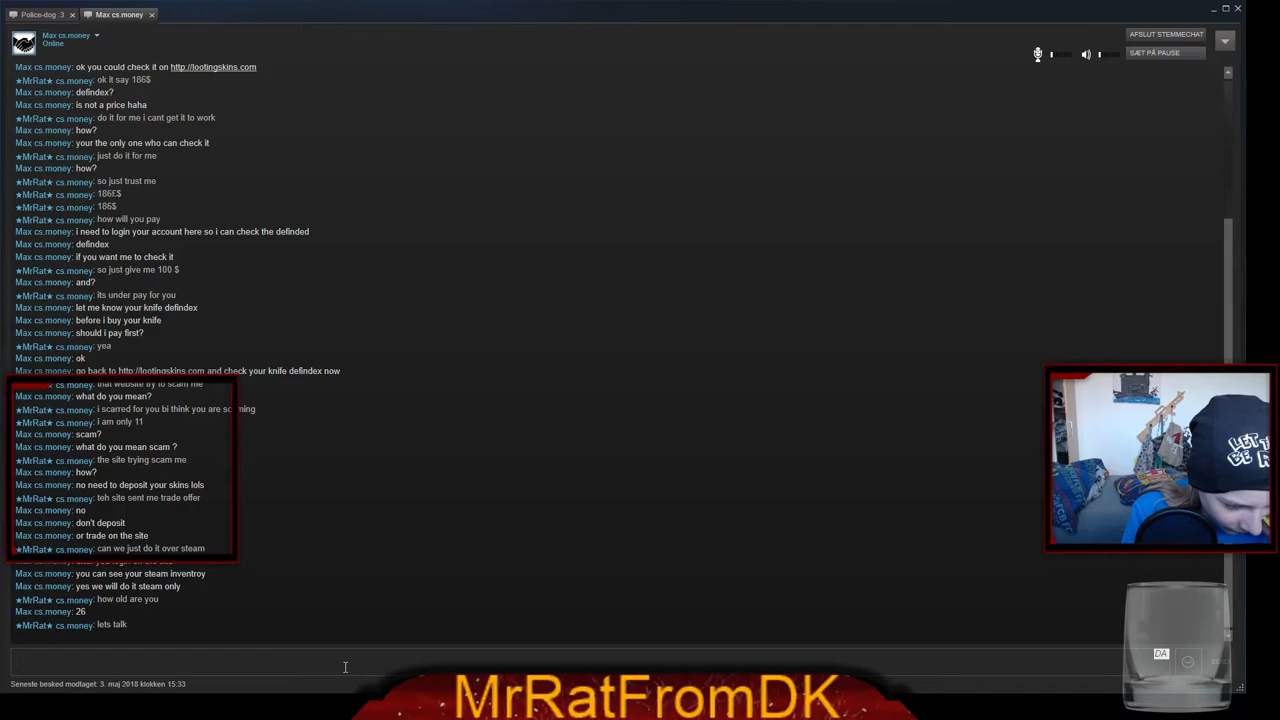 Police-dog :3
Max cs.money
Max cs.money
Online
AFSLUT STEMMECHAT
SÆT PÅ PAUSE
Max cs.money: ok you could check it on http://lootingskins.com
★MrRat★ cs.money: ok it say 186$
Max cs.money: defindex?
Max cs.money: is not a price haha
★MrRat★ cs.money: do it for me i cant get it to work
Max cs.money: how?
Max cs.money: your the only one who can check it
★MrRat★ cs.money: just do it for me
Max cs.money: how?
★MrRat★ cs.money: so just trust me
★MrRat★ cs.money: 186£$
★MrRat★ cs.money: 186$
★MrRat★ cs.money: how will you pay
Max cs.money: i need to login your account here so i can check the definded
Max cs.money: defindex
Max cs.money: if you want me to check it
★MrRat★ cs.money: so just give me 100 $
Max cs.money: and?
★MrRat★ cs.money: its under pay for you
Max cs.money: let me know your knife defindex
Max cs.money: before i buy your knife
Max cs.money: should i pay first?
★MrRat★ cs.money: yea
Max cs.money: ok
Max cs.money: go back to http://lootingskins.com and check your knife defindex now
cs.money: that website try to scam me
Max cs.money: what do you mean?
★MrRat★ cs.money: i scarred for you bi think you are scaming
★MrRat★ cs.money: i am only 11
Max cs.money: scam?
Max cs.money: what do you mean scam ?
★MrRat★ cs.money: the site trying scam me
Max cs.money: how?
Max cs.money: no need to deposit your skins lols
★MrRat★ cs.money: teh site sent me trade offer
Max cs.money: no
Max cs.money: don't deposit
Max cs.money: or trade on the site
★MrRat★ cs.money: can we just do it over steam
Max cs.money: you can see your steam inventroy
Max cs.money: yes we will do it steam only
★MrRat★ cs.money: how old are you
Max cs.money: 26
★MrRat★ cs.money: lets talk
DA
Seneste besked modtaget: 3. maj 2018 klokken 15:33
MrRatFromDK